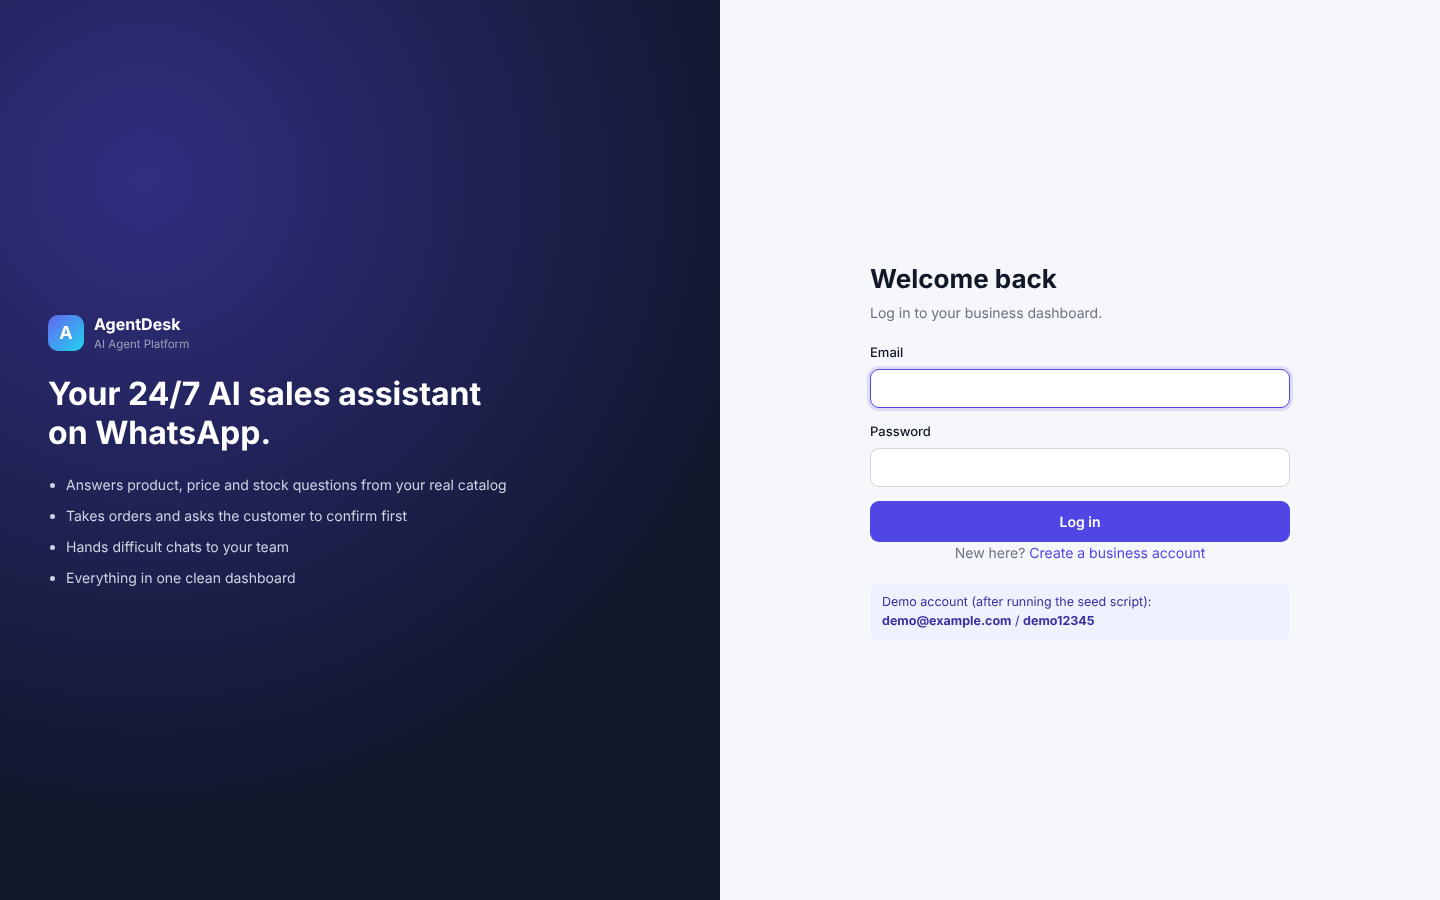 A
AgentDesk
AI Agent Platform
Your 24/7 AI sales assistant
on WhatsApp.
• Answers product, price and stock questions from your real catalog
• Takes orders and asks the customer to confirm first
• Hands difficult chats to your team
• Everything in one clean dashboard
Welcome back
Log in to your business dashboard.
Email
Password
Log in
New here? Create a business account
Demo account (after running the seed script):
demo@example.com / demo12345